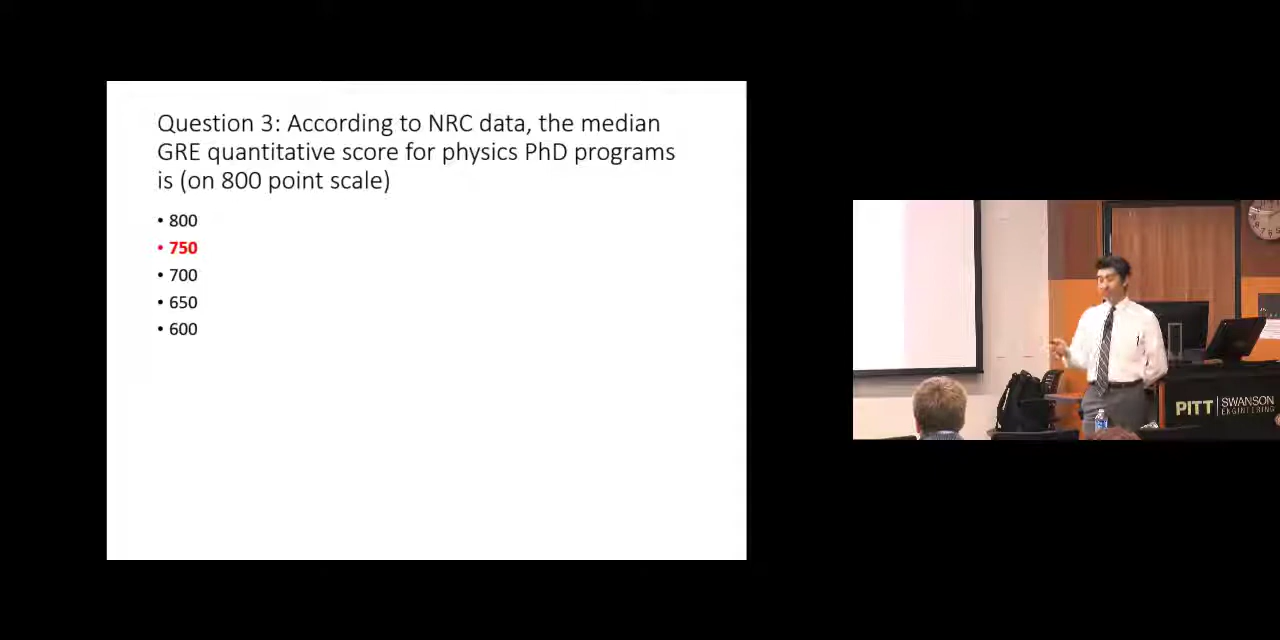 Question 3: According to NRC data, the median
GRE quantitative score for physics PhD programs
is (on 800 point scale)
• 800
• 750
• 700
• 650
• 600
PITT | SWANSON
ENGINEERING